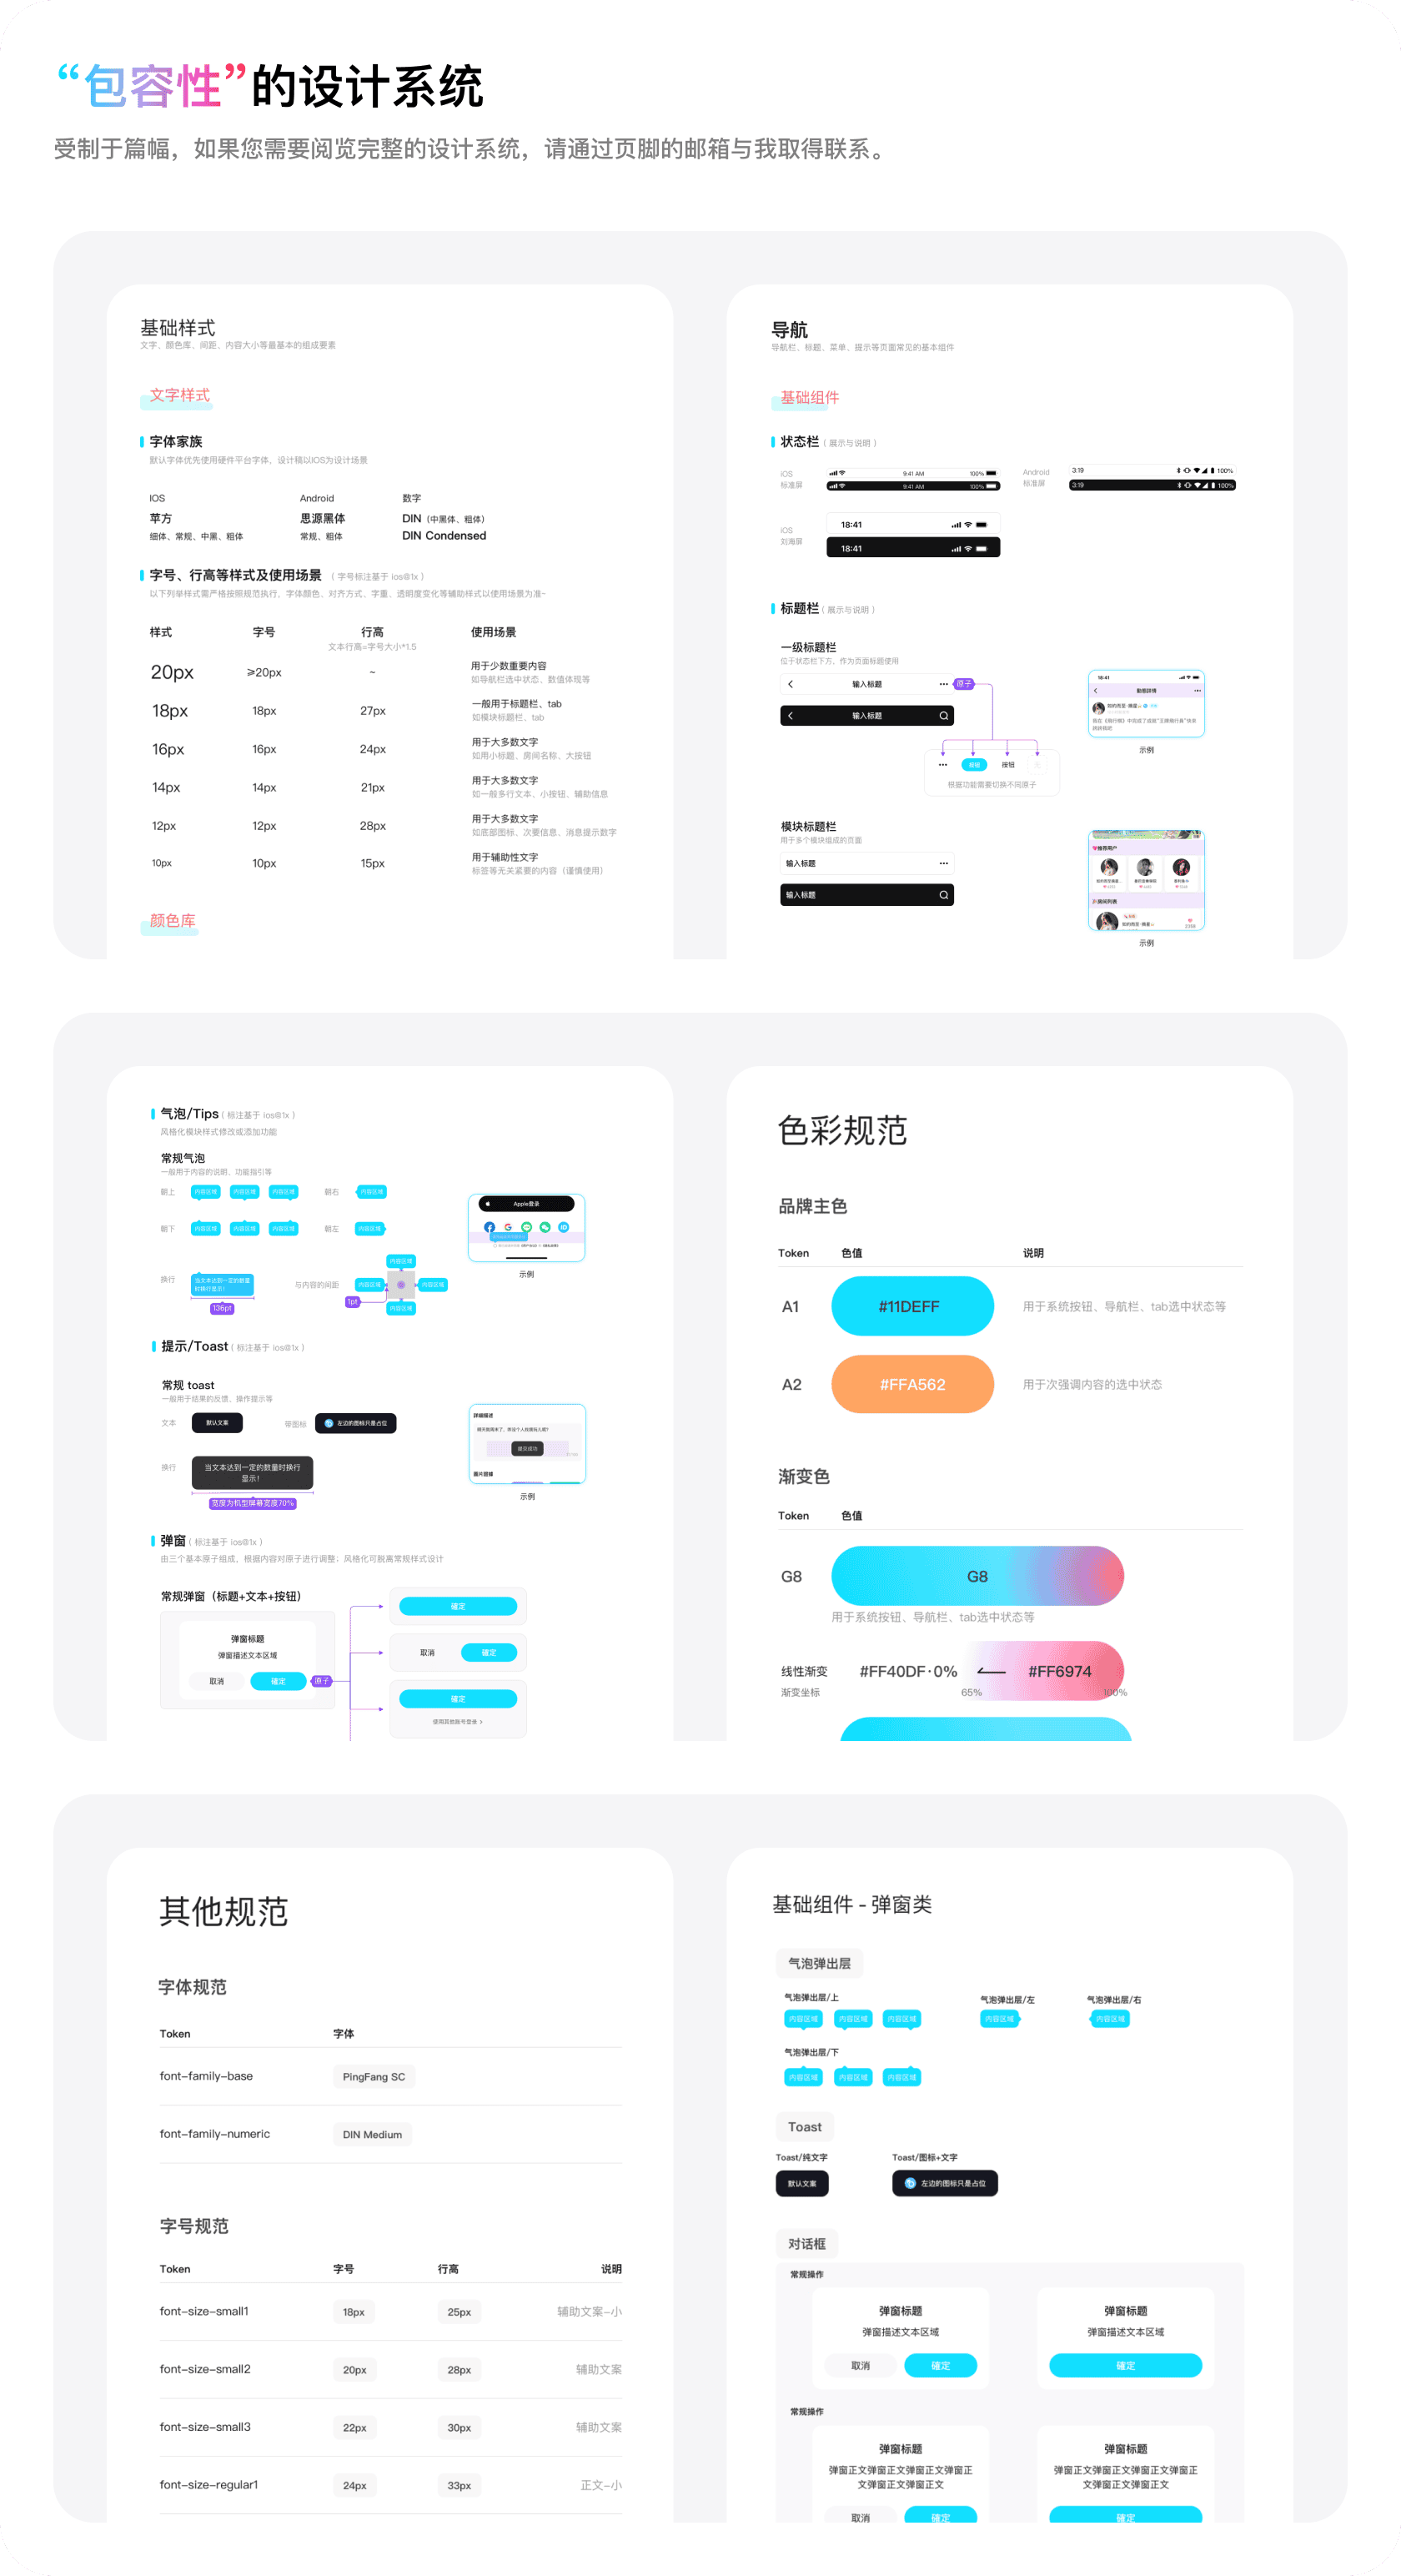 “包容性”的设计系统
受制于篇幅，如果您需要阅览完整的设计系统，请通过页脚的邮箱与我取得联系。
基础样式
文字、颜色库、间距、内容大小等最基本的组成要素
文字样式
字体家族
默认字体优先使用硬件平台字体，设计稿以IOS为设计场景
IOS Android 数字
苹方 思源黑体 DIN（中黑体、粗体）
细体、常规、中黑、粗体 常规、粗体 DIN Condensed
字号、行高等样式及使用场景（字号标注基于 ios@1x）
以下列举样式需严格按照规范执行，字体颜色、对齐方式、字重、透明度变化等辅助样式以使用场景为准~
样式 字号 行高 使用场景
文本行高=字号大小*1.5
20px ≥20px ~ 用于少数重要内容
如导航栏选中状态、数值体现等
18px 18px 27px 一般用于标题栏、tab
如模块标题栏、tab
16px 16px 24px 用于大多数文字
如用小标题、房间名称、大按钮
14px 14px 21px 用于大多数文字
如一般多行文本、小按钮、辅助信息
12px 12px 28px 用于大多数文字
如底部图标、次要信息、消息提示数字
10px 10px 15px 用于辅助性文字
标签等无关紧要的内容（谨慎使用）
颜色库
导航
导航栏、标题、菜单、提示等页面常见的基本组件
基础组件
状态栏（展示与说明）
iOS 标准屏
9:41 AM 100%
9:41 AM 100%
Android 标准屏
3:19 100%
3:19 100%
iOS 刘海屏
18:41
18:41
标题栏（展示与说明）
一级标题栏
位于状态栏下方，作为页面标题使用
输入标题 原子
输入标题
按钮 按钮
根据功能需要切换不同原子
18:41
動態詳情
示例
模块标题栏
用于多个模块组成的页面
输入标题
输入标题
推荐用户
房间列表
示例
气泡/Tips（标注基于 ios@1x）
风格化模块样式修改或添加功能
常规气泡
一般用于内容的说明、功能指引等
朝上 内容区域 内容区域 内容区域 朝右 内容区域
朝下 内容区域 内容区域 内容区域 朝左 内容区域
换行 当文本达到一定的数量时换行显示！
136pt
与内容的间距 内容区域 内容区域 内容区域 内容区域
1pt
Apple登录
示例
提示/Toast（标注基于 ios@1x）
常规 toast
一般用于结果的反馈、操作提示等
文本 默认文案 带图标 左边的图标只是占位
换行 当文本达到一定的数量时换行
显示！
宽度为机型屏幕宽度70%
詳細描述
提交成功
圖片證據
示例
弹窗（标注基于 ios@1x）
由三个基本原子组成，根据内容对原子进行调整；风格化可脱离常规样式设计
常规弹窗（标题+文本+按钮）
弹窗标题
弹窗描述文本区域
取消 確定 原子
確定
取消 確定
確定
使用其他账号登录
色彩规范
品牌主色
Token 色值 说明
A1 #11DEFF 用于系统按钮、导航栏、tab选中状态等
A2 #FFA562 用于次强调内容的选中状态
渐变色
Token 色值
G8 G8
用于系统按钮、导航栏、tab选中状态等
线性渐变 #FF40DF·0% #FF6974
渐变坐标 65% 100%
其他规范
字体规范
Token 字体
font-family-base PingFang SC
font-family-numeric DIN Medium
字号规范
Token 字号 行高 说明
font-size-small1 18px 25px 辅助文案-小
font-size-small2 20px 28px 辅助文案
font-size-small3 22px 30px 辅助文案
font-size-regular1 24px 33px 正文-小
基础组件 - 弹窗类
气泡弹出层
气泡弹出层/上 气泡弹出层/左 气泡弹出层/右
内容区域 内容区域 内容区域 内容区域 内容区域
气泡弹出层/下
内容区域 内容区域 内容区域
Toast
Toast/纯文字 Toast/图标+文字
默认文案 左边的图标只是占位
对话框
常规操作
弹窗标题 弹窗标题
弹窗描述文本区域 弹窗描述文本区域
取消 確定 確定
常规操作
弹窗标题 弹窗标题
弹窗正文弹窗正文弹窗正文弹窗正 弹窗正文弹窗正文弹窗正文弹窗正
文弹窗正文弹窗正文 文弹窗正文弹窗正文
取消 確定 確定